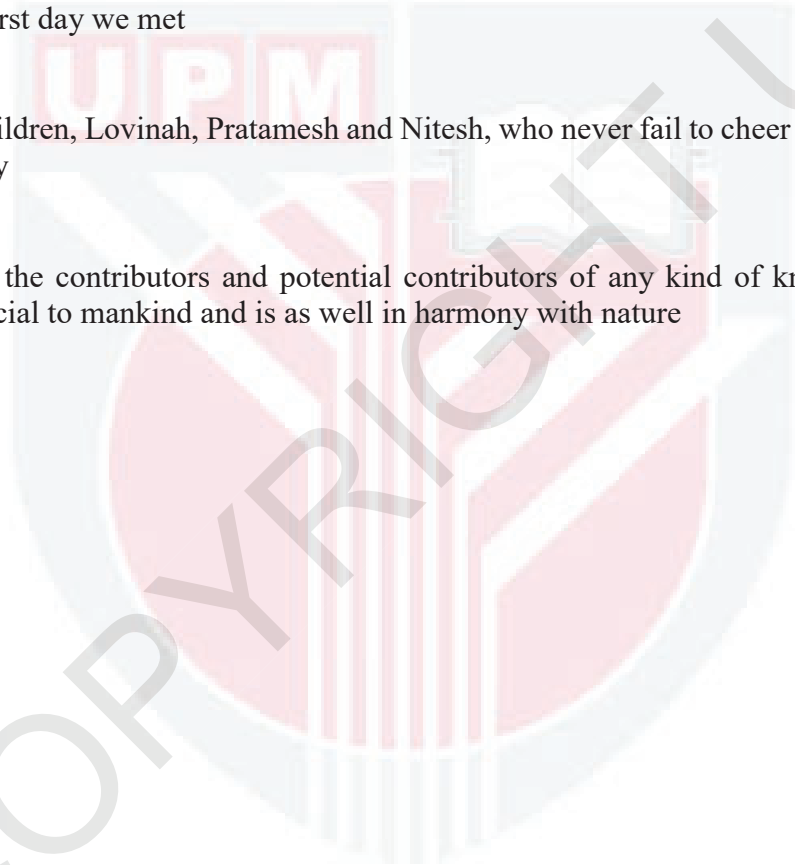 rst day we met
UPM
ildren, Lovinah, Pratamesh and Nitesh, who never fail to cheer
y
the contributors and potential contributors of any kind of kn
cial to mankind and is as well in harmony with nature
OPYRIGHT U